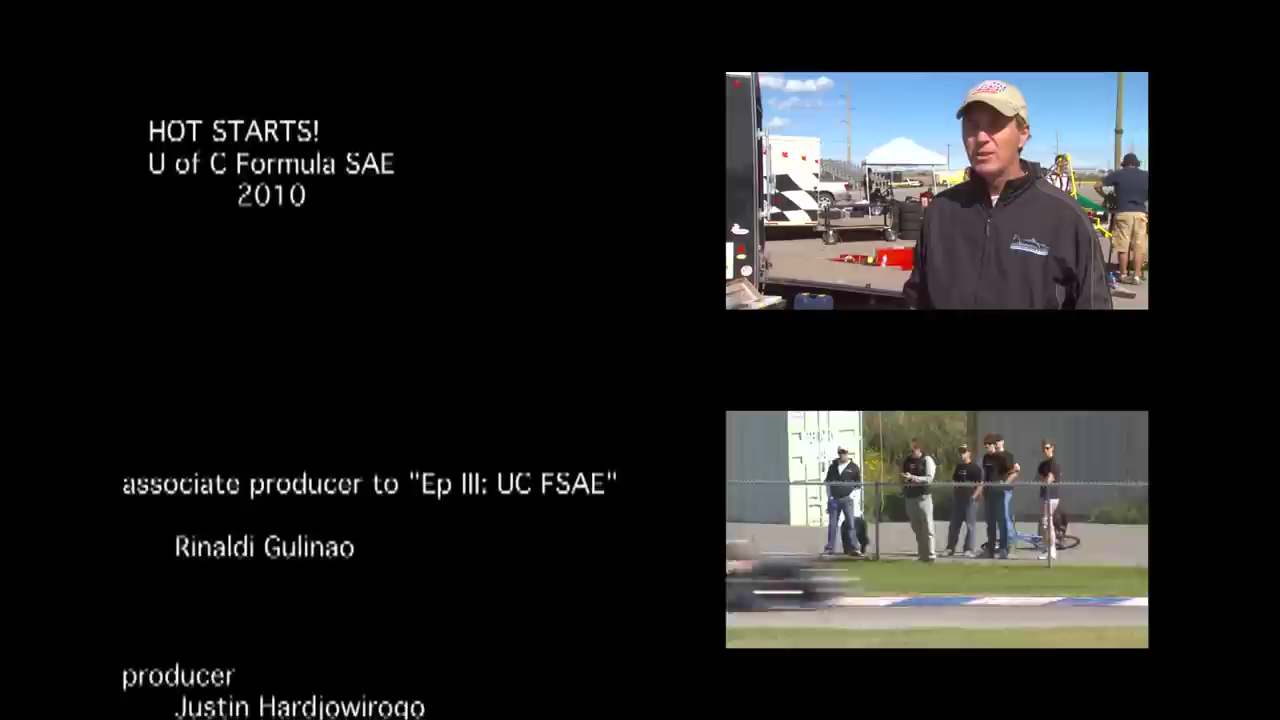 HOT STARTS!
U of C Formula SAE
2010
associate producer to "Ep III: UC FSAE"
Rinaldi Gulinao
producer
Justin Hardjowirogo